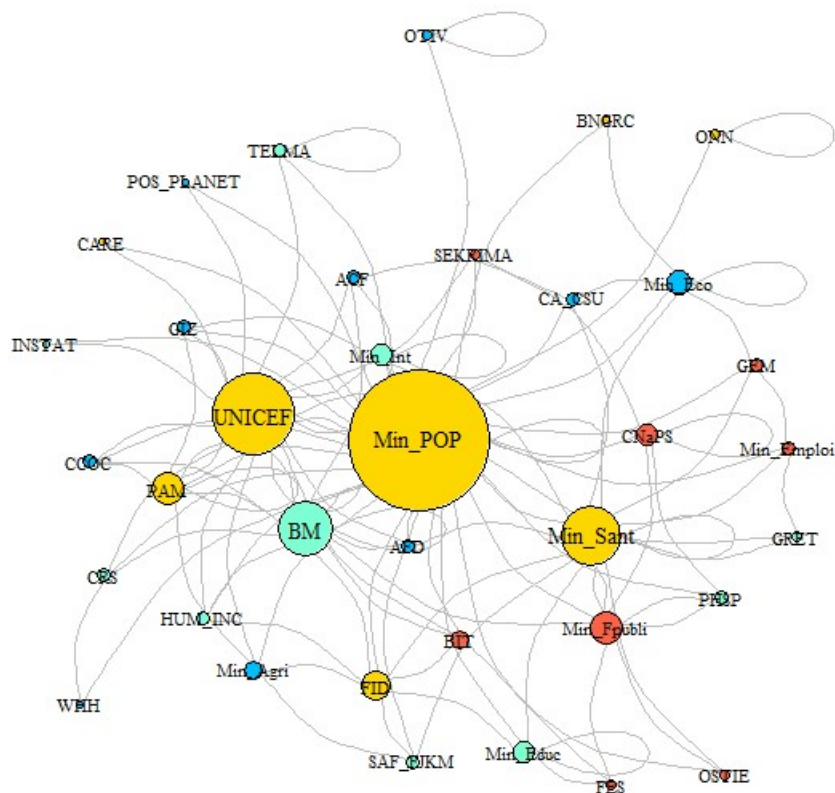 OTIV
BNGRC
ONN
TELMA
POS_PLANET
CARE
SEKRIMA
ACF
Min_Eco
CA_CSU
GIZ
INSTAT
Min_Int
GEM
UNICEF
Min_POP
CNaPS
Min_Emploi
CCOC
PAM
BM
Min_Sant
GRET
AFD
CRS
PNSP
HUM_INC
Min_Fpubli
BIT
Min_Agri
FID
WHH
Min_Educ
SAF_FJKM
OSTIE
FES